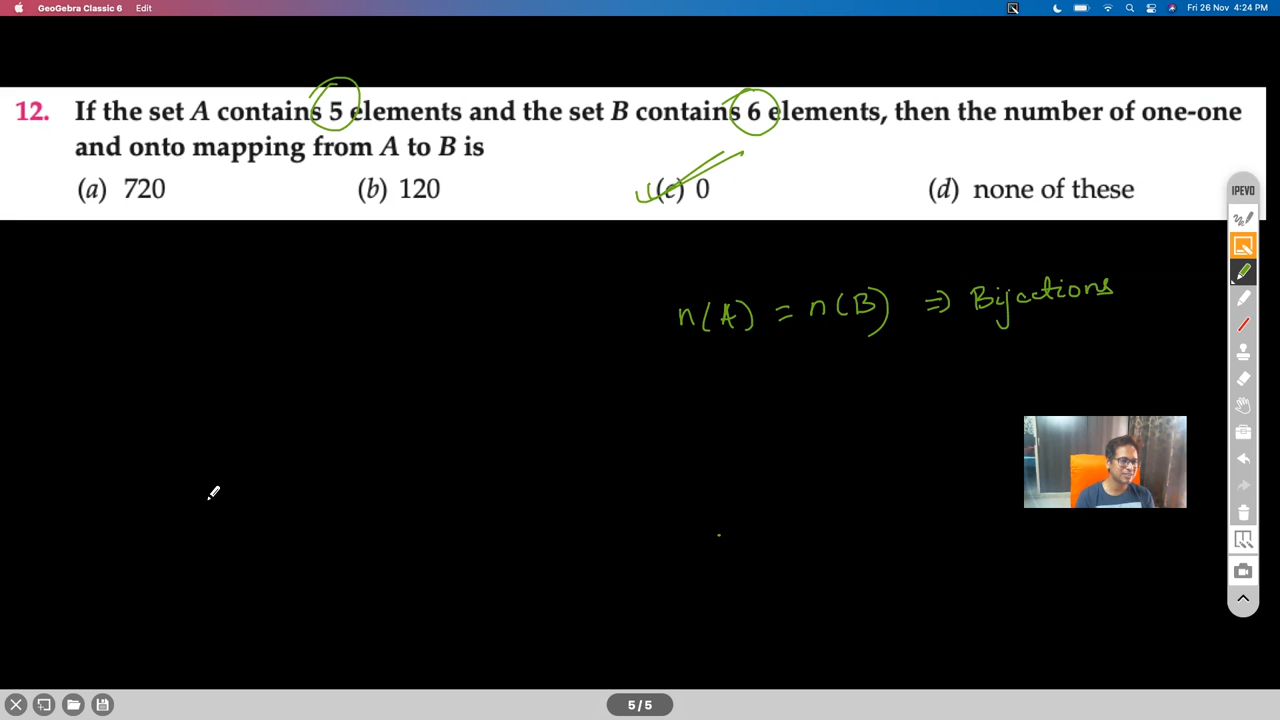 GeoGebra Classic 6 Edit Fri 26 Nov 4:24 PM
12. If the set A contains 5 elements and the set B contains 6 elements, then the number of one-one
and onto mapping from A to B is
(a) 720 (b) 120 (c) 0 (d) none of these
IPEVO
n(A) = n(B) ⇒ Bijections
5 / 5